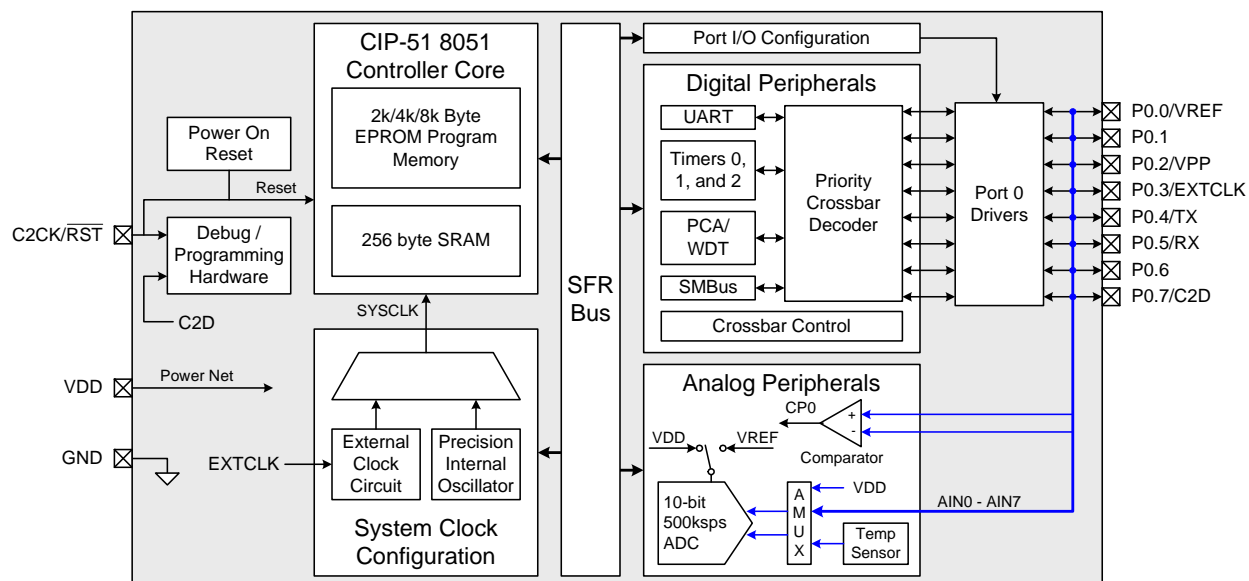 CIP-51 8051
Controller Core
2k/4k/8k Byte
EPROM Program
Memory
256 byte SRAM
Power On
Reset
Reset
C2CK/RST
Debug /
Programming
Hardware
C2D
SYSCLK
VDD
Power Net
GND
EXTCLK
External
Clock
Circuit
Precision
Internal
Oscillator
System Clock
Configuration
SFR
Bus
Port I/O Configuration
Digital Peripherals
UART
Timers 0,
1, and 2
PCA/
WDT
SMBus
Priority
Crossbar
Decoder
Crossbar Control
Port 0
Drivers
P0.0/VREF
P0.1
P0.2/VPP
P0.3/EXTCLK
P0.4/TX
P0.5/RX
P0.6
P0.7/C2D
Analog Peripherals
CP0
+
-
Comparator
VDD
VREF
10-bit
500ksps
ADC
A
M
U
X
VDD
AIN0 - AIN7
Temp
Sensor